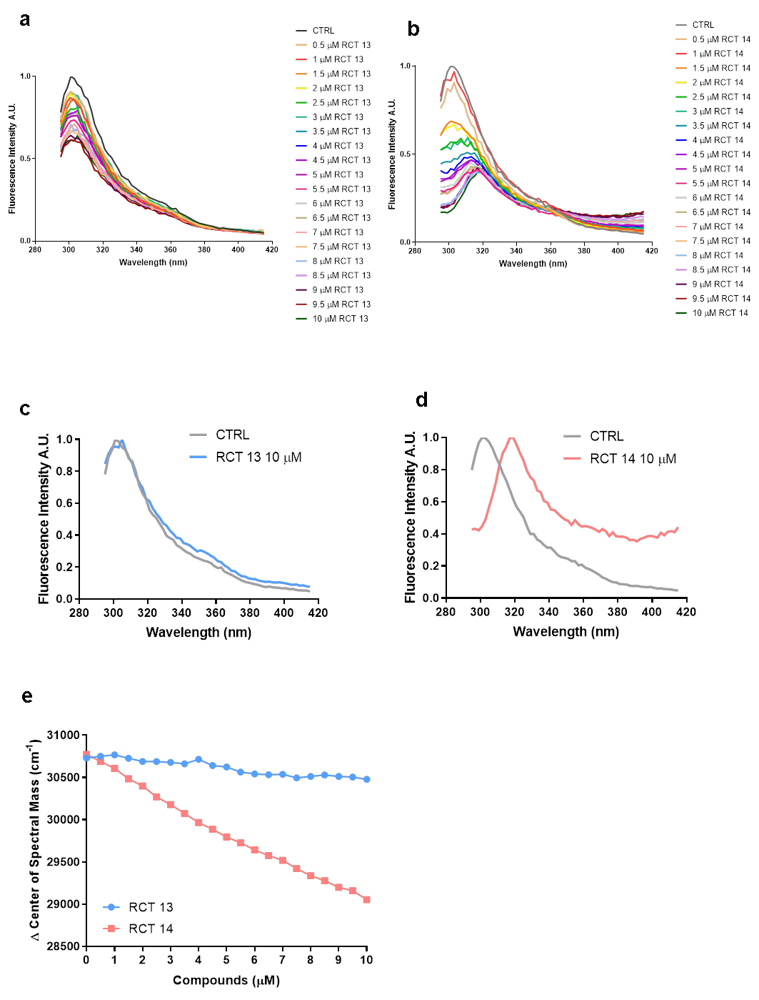 a
CTRL
0.5 µM RCT 13
1 µM RCT 13
1.5 µM RCT 13
2 µM RCT 13
2.5 µM RCT 13
3 µM RCT 13
3.5 µM RCT 13
4 µM RCT 13
4.5 µM RCT 13
5 µM RCT 13
5.5 µM RCT 13
6 µM RCT 13
6.5 µM RCT 13
7 µM RCT 13
7.5 µM RCT 13
8 µM RCT 13
8.5 µM RCT 13
9 µM RCT 13
9.5 µM RCT 13
10 µM RCT 13
Fluorescence Intensity A.U.
1.0
0.5
0.0
280 300 320 340 360 380 400 420
Wavelength (nm)
b
CTRL
0.5 µM RCT 14
1 µM RCT 14
1.5 µM RCT 14
2 µM RCT 14
2.5 µM RCT 14
3 µM RCT 14
3.5 µM RCT 14
4 µM RCT 14
4.5 µM RCT 14
5 µM RCT 14
5.5 µM RCT 14
6 µM RCT 14
6.5 µM RCT 14
7 µM RCT 14
7.5 µM RCT 14
8 µM RCT 14
8.5 µM RCT 14
9 µM RCT 14
9.5 µM RCT 14
10 µM RCT 14
Fluorescence Intensity A.U.
1.0
0.5
0.0
280 300 320 340 360 380 400 420
Wavelength (nm)
c
CTRL
RCT 13 10 µM
Fluorescence Intensity A.U.
1.0
0.8
0.6
0.4
0.2
0.0
280 300 320 340 360 380 400 420
Wavelength (nm)
d
CTRL
RCT 14 10 µM
Fluorescence Intensity A.U.
1.0
0.8
0.6
0.4
0.2
0.0
280 300 320 340 360 380 400 420
Wavelength (nm)
e
Δ Center of Spectral Mass (cm⁻¹)
31000
30500
30000
29500
29000
28500
RCT 13
RCT 14
0 1 2 3 4 5 6 7 8 9 10
Compounds (µM)